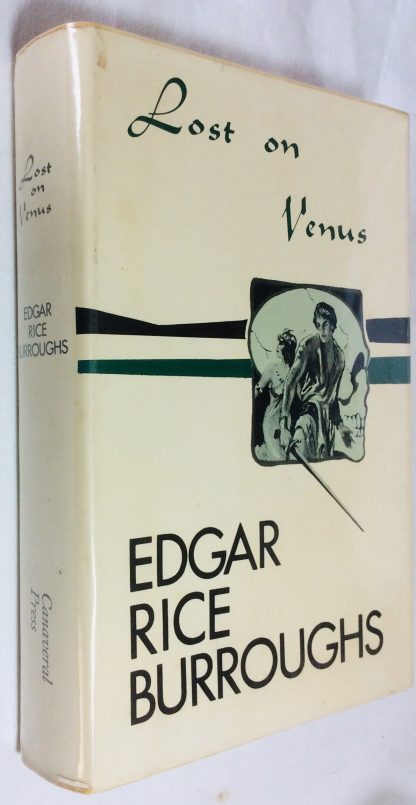 Lost on
Venus
EDGAR
RICE
BURROUGHS
Lost
on
Venus
EDGAR
RICE
BURROUGHS
Canaveral
Press